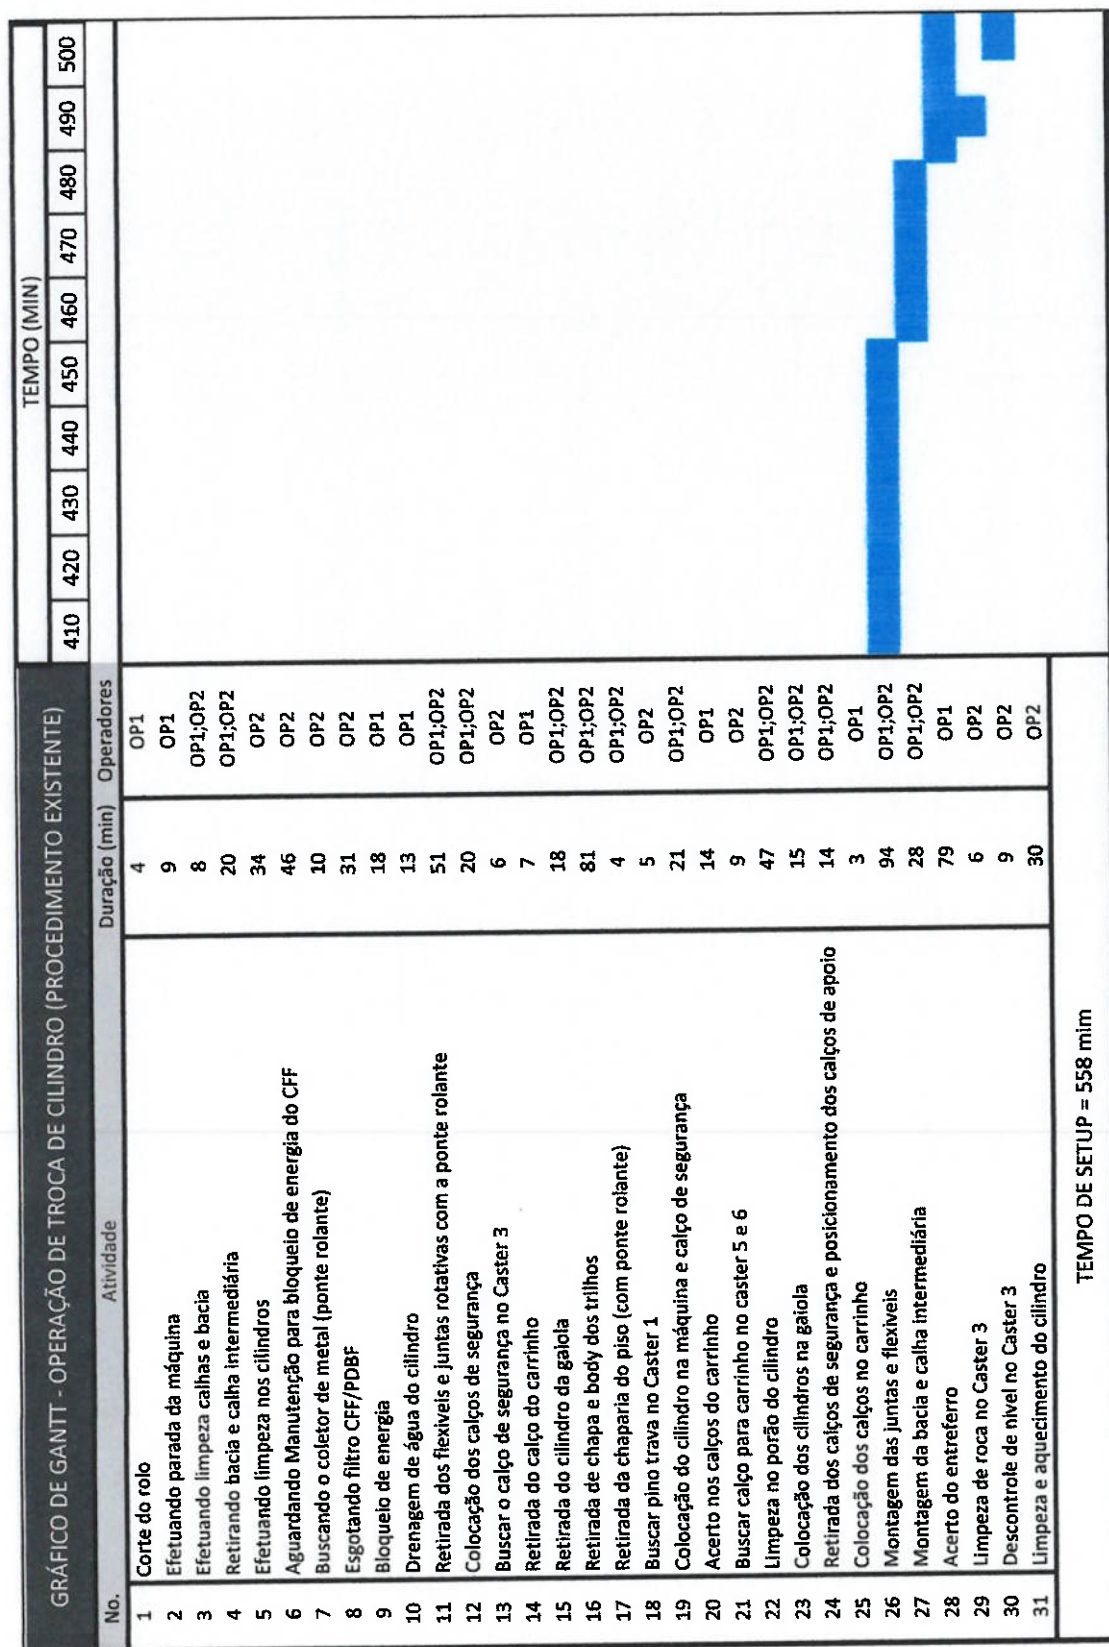 GRÁFICO DE GANTT - OPERAÇÃO DE TROCA DE CILINDRO (PROCEDIMENTO EXISTENTE) TEMPO (MIN)
No. Atividade Duração (min) Operadores 410 420 430 440 450 460 470 480 490 500
1 Corte do rolo 4 OP1
2 Efetuando parada da máquina 9 OP1
3 Efetuando limpeza calhas e bacia 8 OP1;OP2
4 Retirando bacia e calha intermediária 20 OP1;OP2
5 Efetuando limpeza nos cilindros 34 OP2
6 Aguardando Manutenção para bloqueio de energia do CFF 46 OP2
7 Buscando o coletor de metal (ponte rolante) 10 OP2
8 Esgotando filtro CFF/PDBF 31 OP2
9 Bloqueio de energia 18 OP1
10 Drenagem de água do cilindro 13 OP1
11 Retirada dos flexiveis e juntas rotativas com a ponte rolante 51 OP1;OP2
12 Colocação dos calços de segurança 20 OP1;OP2
13 Buscar o calço de segurança no Caster 3 6 OP2
14 Retirada do calço do carrinho 7 OP1
15 Retirada do cilindro da gaiola 18 OP1;OP2
16 Retirada de chapa e body dos trilhos 81 OP1;OP2
17 Retirada da chaparia do piso (com ponte rolante) 4 OP1;OP2
18 Buscar pino trava no Caster 1 5 OP2
19 Colocação do cilindro na máquina e calço de segurança 21 OP1;OP2
20 Acerto nos calços do carrinho 14 OP1
21 Buscar calço para carrinho no caster 5 e 6 9 OP2
22 Limpeza no porão do cilindro 47 OP1;OP2
23 Colocação dos cilindros na gaiola 15 OP1;OP2
24 Retirada dos calços de segurança e posicionamento dos calços de apoio 14 OP1;OP2
25 Colocação dos calços no carrinho 3 OP1
26 Montagem das juntas e flexiveis 94 OP1;OP2
27 Montagem da bacia e calha intermediária 28 OP1;OP2
28 Acerto do entreferro 79 OP1
29 Limpeza de roca no Caster 3 6 OP2
30 Descontrole de nivel no Caster 3 9 OP2
31 Limpeza e aquecimento do cilindro 30 OP2
TEMPO DE SETUP = 558 mim